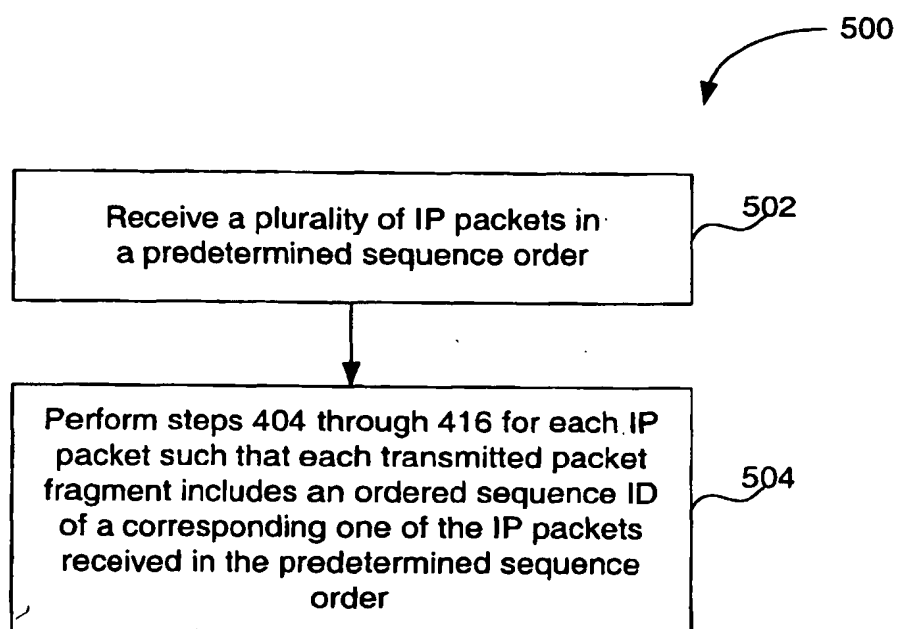 500
Receive a plurality of IP packets in
a predetermined sequence order
502
Perform steps 404 through 416 for each IP
packet such that each transmitted packet
fragment includes an ordered sequence ID
of a corresponding one of the IP packets
received in the predetermined sequence
order
504